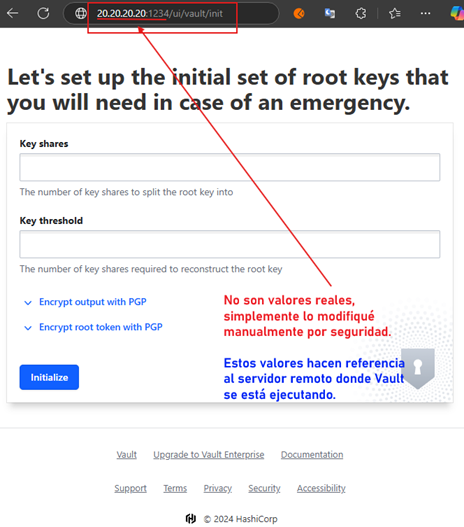 20.20.20.20:1234/ui/vault/init
Let's set up the initial set of root keys that
you will need in case of an emergency.
Key shares
The number of key shares to split the root key into
Key threshold
The number of key shares required to reconstruct the root key
Encrypt output with PGP
Encrypt root token with PGP
No son valores reales,
simplemente lo modifiqué
manualmente por seguridad.
Estos valores hacen referencia
al servidor remoto donde Vault
se está ejecutando.
Initialize
Vault Upgrade to Vault Enterprise Documentation
Support Terms Privacy Security Accessibility
© 2024 HashiCorp